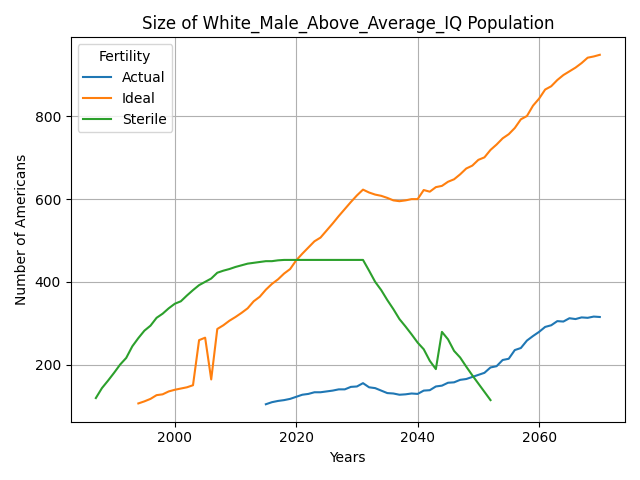 Size of White_Male_Above_Average_IQ Population
Fertility
Actual
Ideal
Sterile
Number of Americans
800
600
400
200
2000
2020
2040
2060
Years